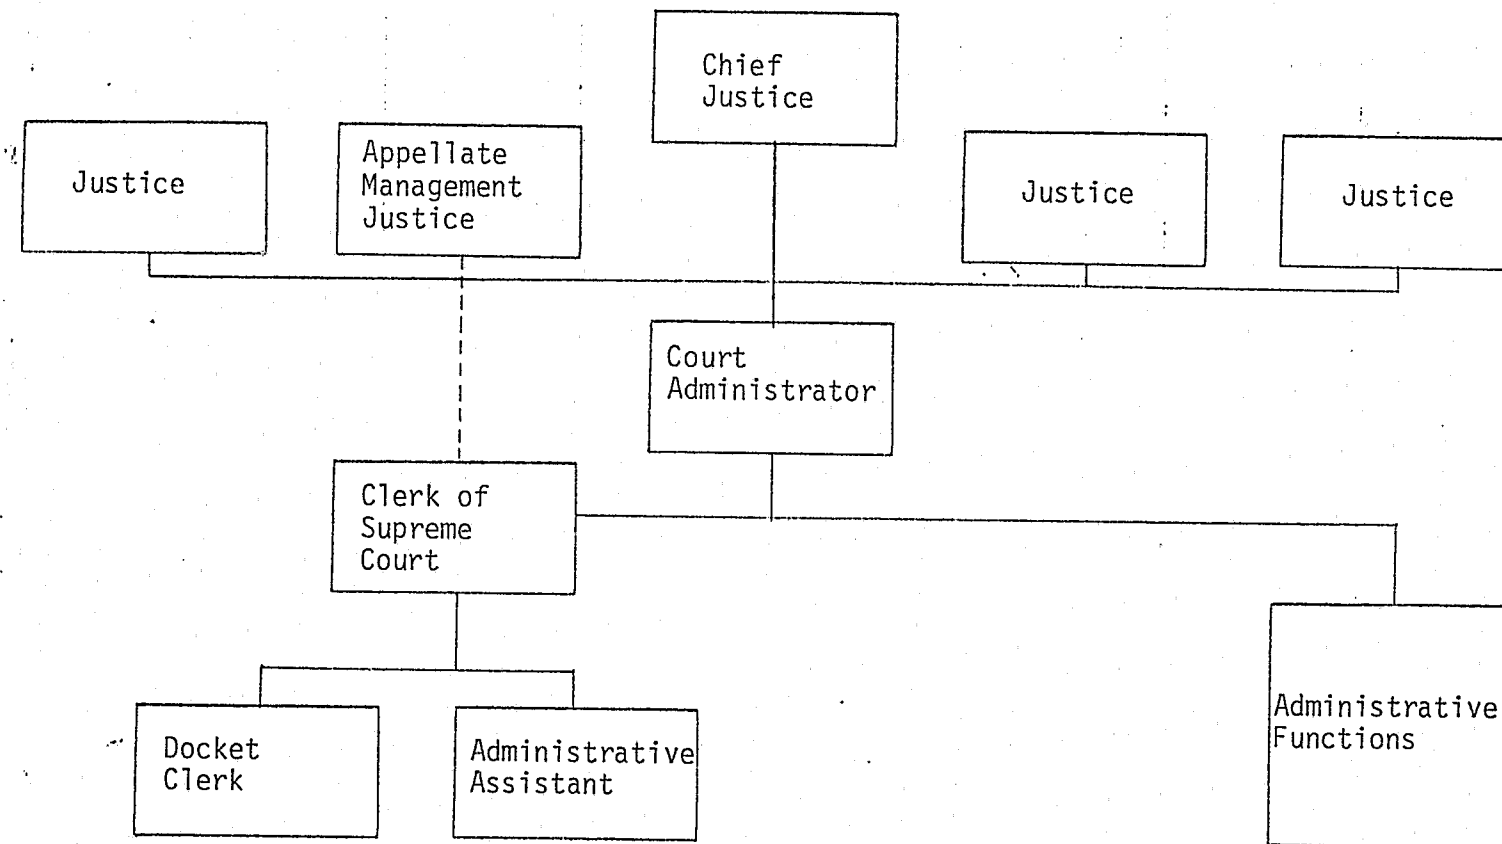 Chief
Justice
Justice
Appellate
Management
Justice
Justice
Justice
Court
Administrator
Clerk of
Supreme
Court
Docket
Clerk
Administrative
Assistant
Administrative
Functions